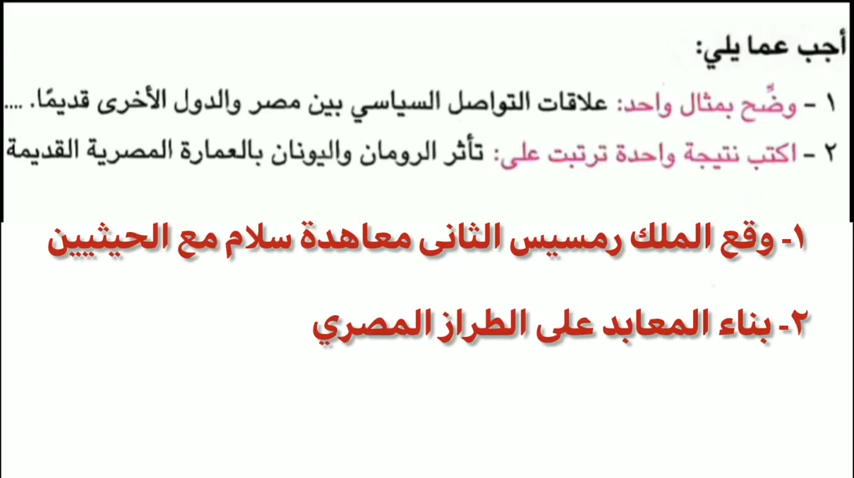 أجب عما يلي:
١ - وضِّح بمثال واحد: علاقات التواصل السياسي بين مصر والدول الأخرى قديمًا. ....
٢ - اكتب نتيجة واحدة ترتبت على: تأثر الرومان واليونان بالعمارة المصرية القديمة
١- وقع الملك رمسيس الثانى معاهدة سلام مع الحيثيين
٢- بناء المعابد على الطراز المصري